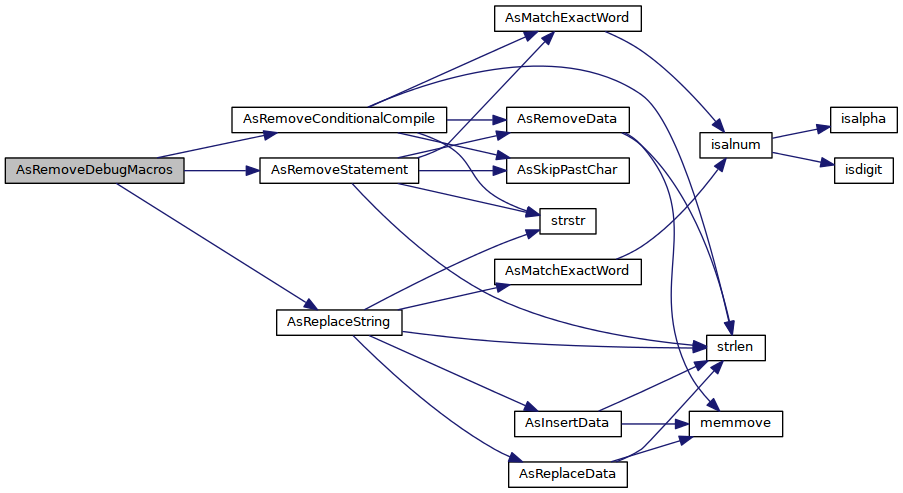 AsMatchExactWord
AsRemoveConditionalCompile
AsRemoveData
isalpha
isalnum
AsRemoveDebugMacros
AsRemoveStatement
AsSkipPastChar
isdigit
strstr
AsMatchExactWord
AsReplaceString
strlen
AsInsertData
memmove
AsReplaceData